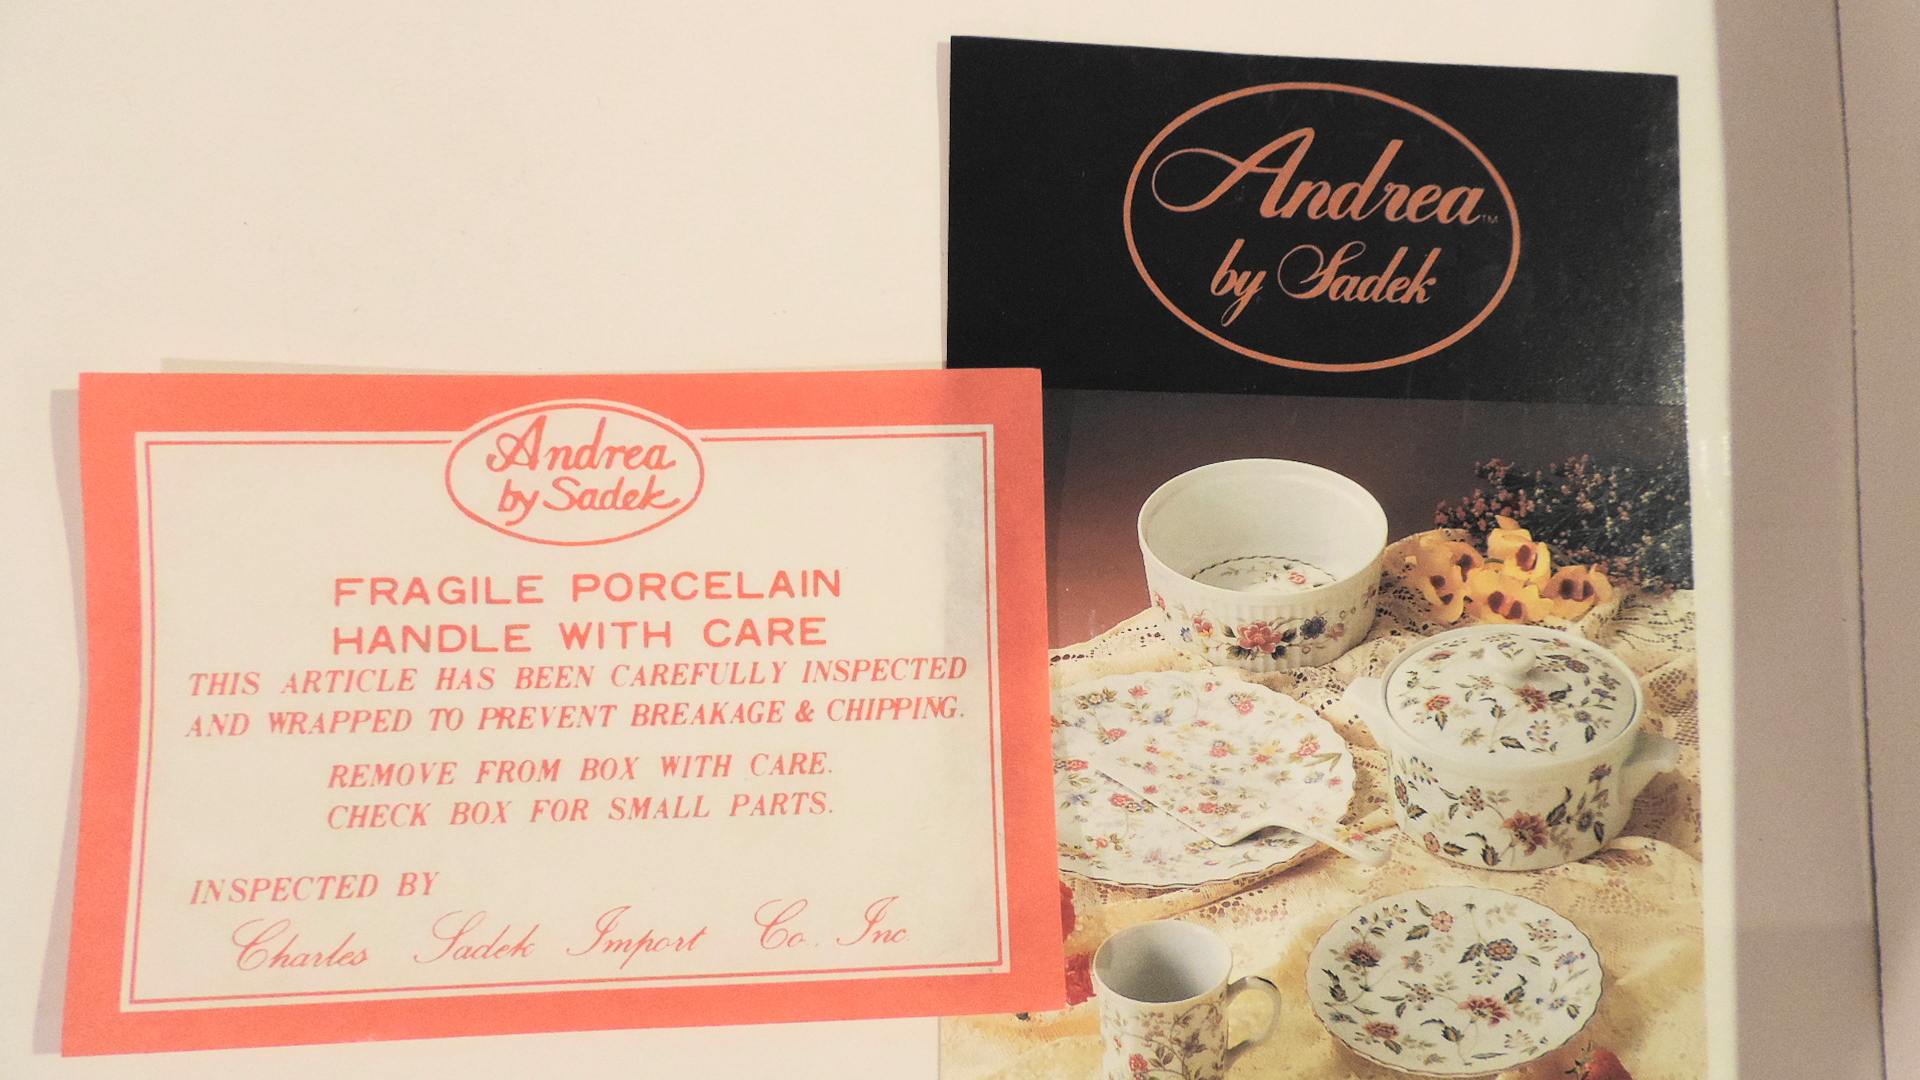 Andrea™
by Sadek
Andrea
by Sadek
FRAGILE PORCELAIN
HANDLE WITH CARE
THIS ARTICLE HAS BEEN CAREFULLY INSPECTED
AND WRAPPED TO PREVENT BREAKAGE & CHIPPING.
REMOVE FROM BOX WITH CARE.
CHECK BOX FOR SMALL PARTS.
INSPECTED BY
Charles Sadek Import Co. Inc.